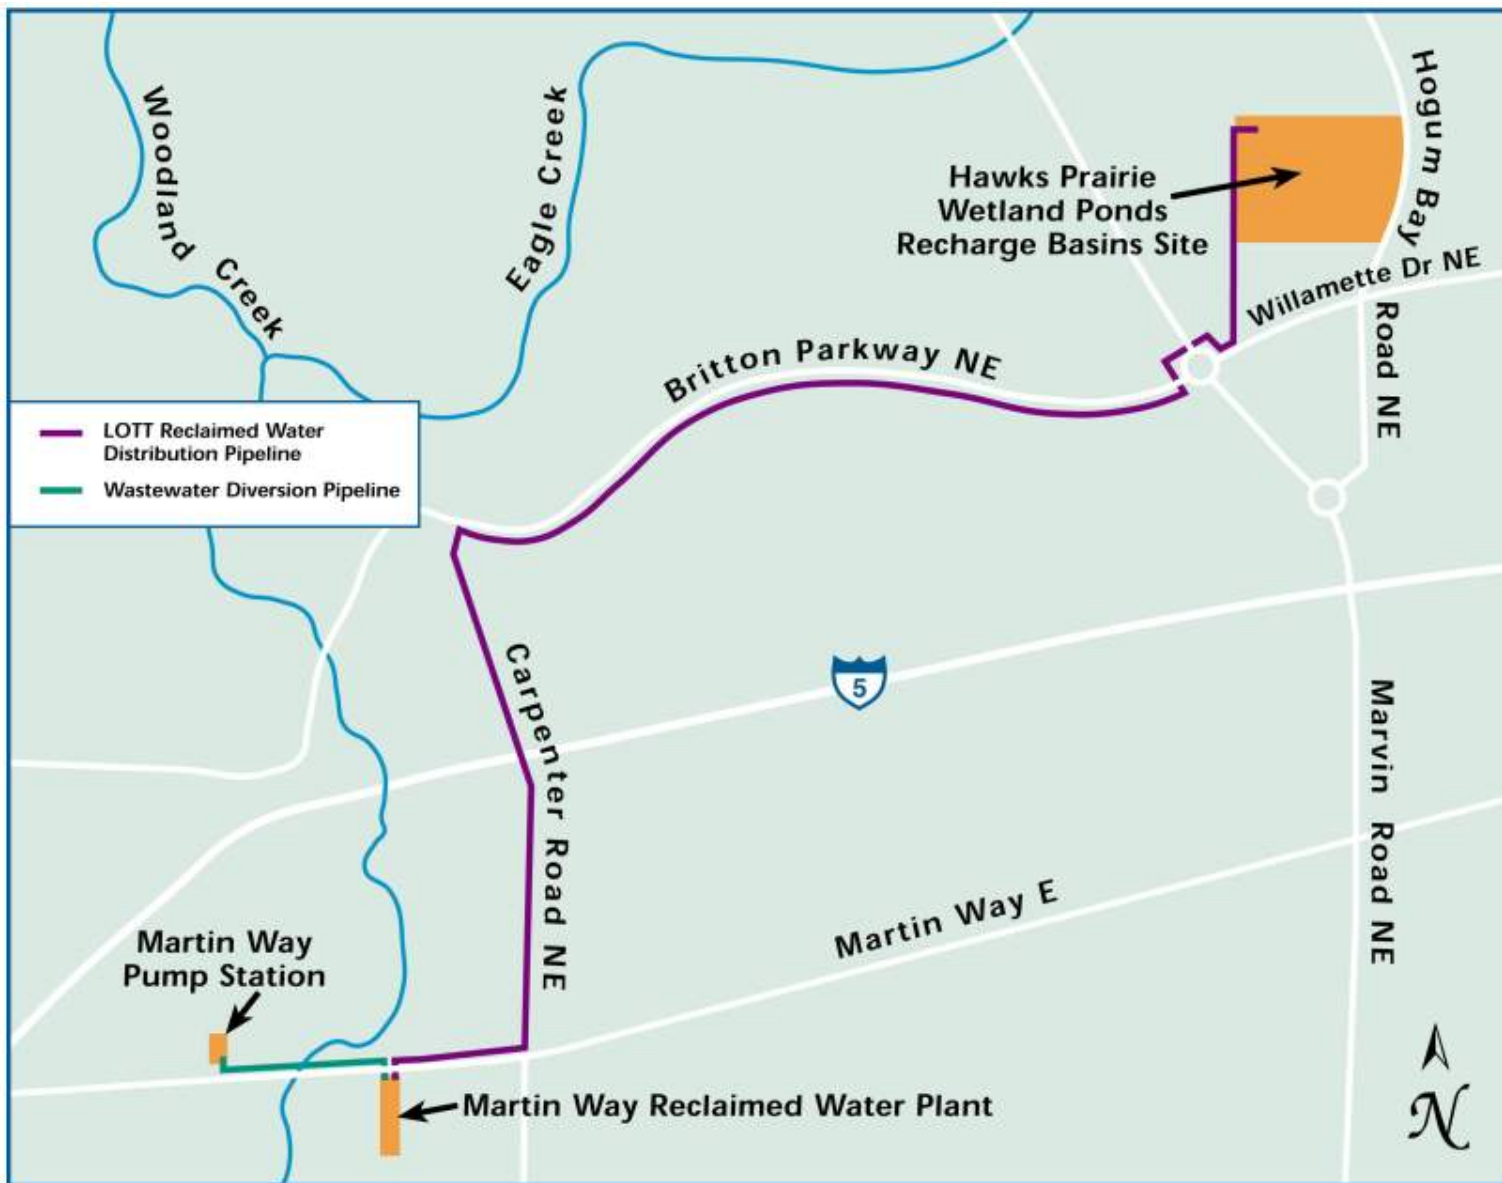 Woodland Creek
Eagle Creek
Hogum Bay
Road NE
Hawks Prairie
Wetland Ponds
Recharge Basins Site
Willamette Dr NE
Britton Parkway NE
LOTT Reclaimed Water
Distribution Pipeline
Wastewater Diversion Pipeline
Carpenter Road NE
5
Marvin Road NE
Martin Way E
Martin Way
Pump Station
Martin Way Reclaimed Water Plant
N